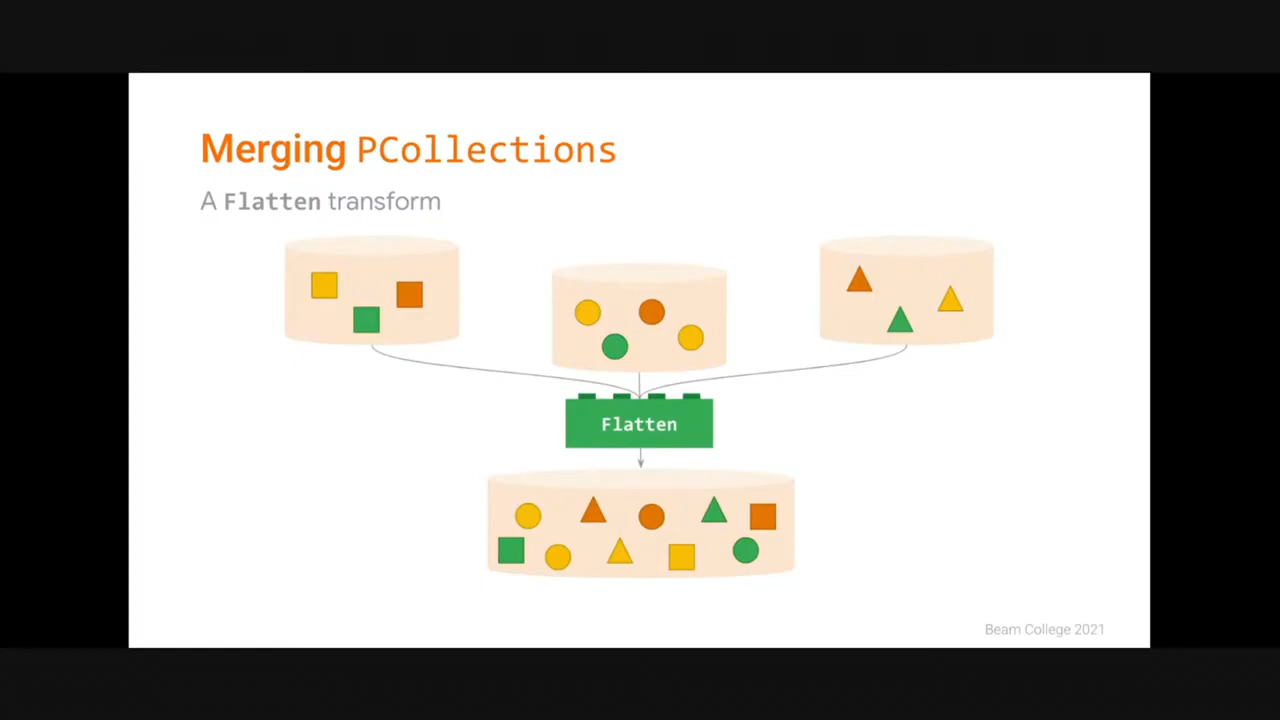 Merging PCollections
A Flatten transform
Flatten
Beam College 2021